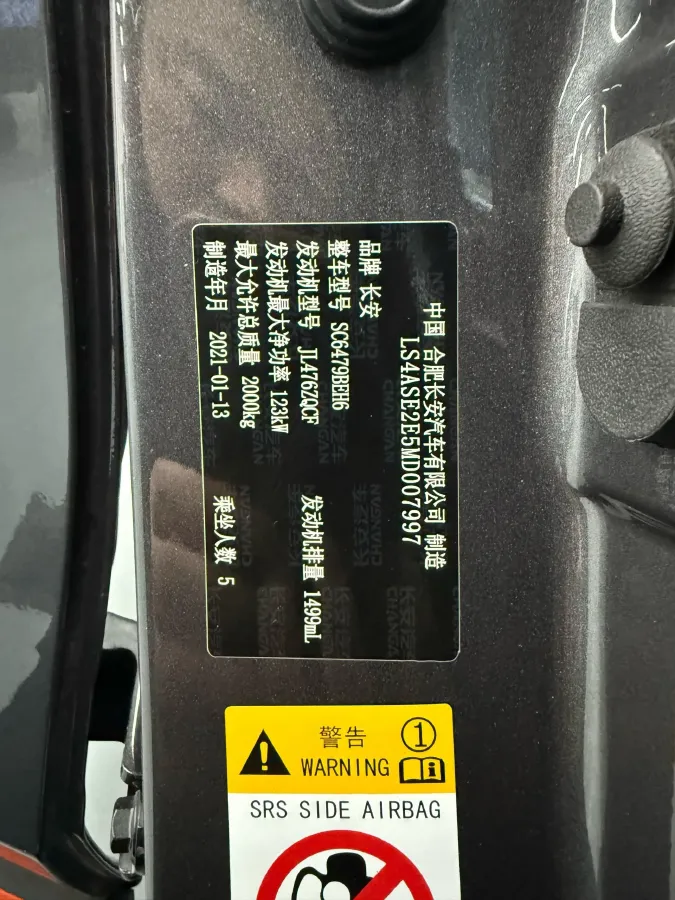 中国 合肥长安汽车有限公司 制造
LS4ASE2E5MD007997
品牌 长安
整车型号 SC6479BEH6
发动机型号 JL476ZQCF 发动机排量 1499mL
发动机最大净功率 123kW
最大允许总质量 2000kg
制造年月 2021-01-13 乘坐人数 5
警告 1
WARNING i
SRS SIDE AIRBAG